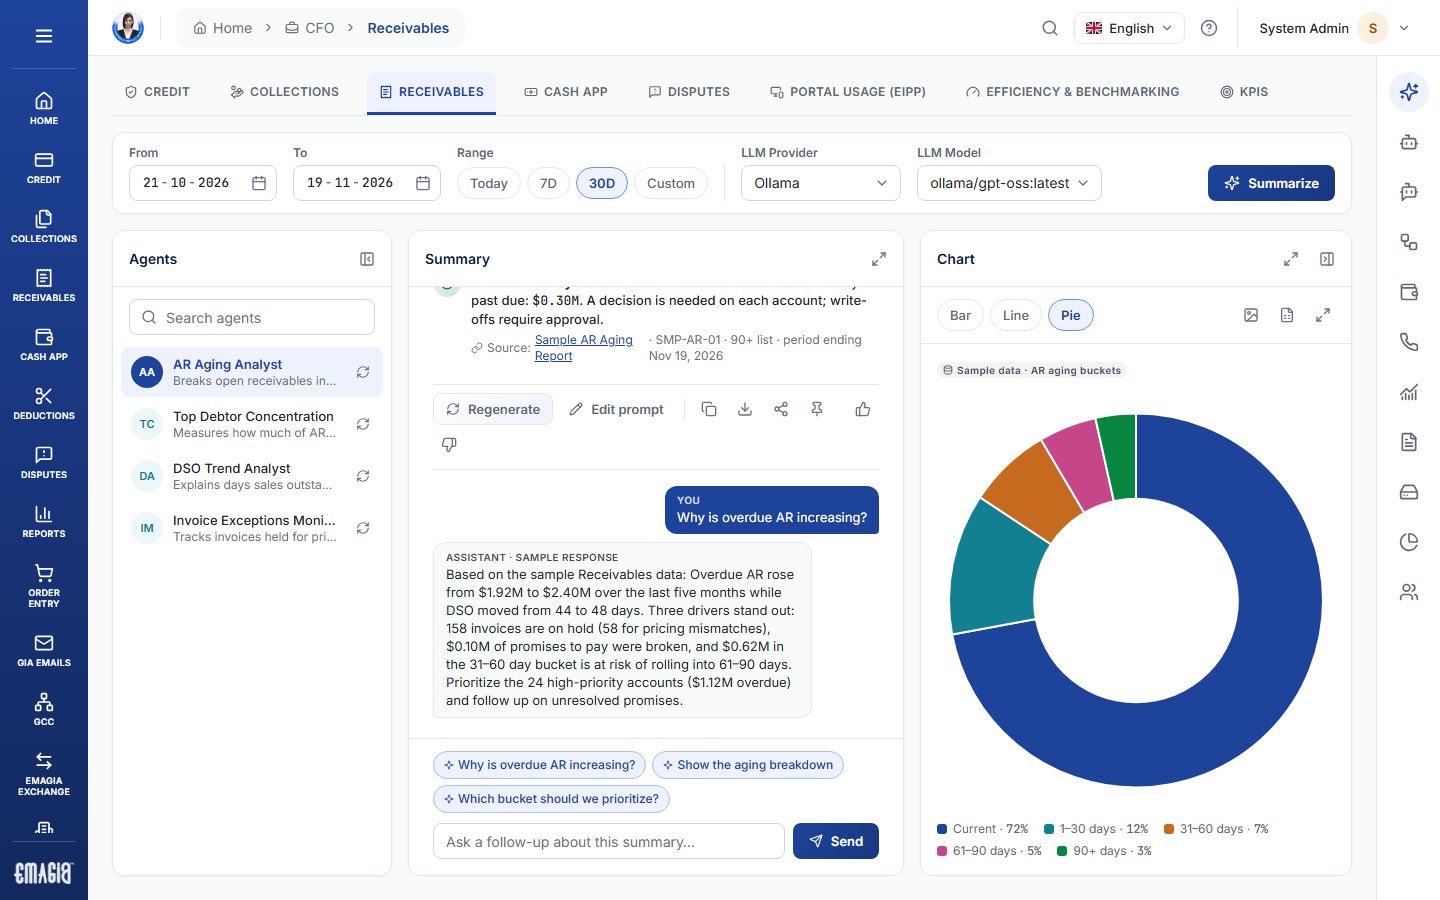 Home
CFO
Receivables
English
System Admin
S
HOME
CREDIT
COLLECTIONS
RECEIVABLES
CASH APP
DEDUCTIONS
DISPUTES
REPORTS
ORDER
ENTRY
GIA EMAILS
GCC
EMAGIA
EXCHANGE
EMAGIA
CREDIT
COLLECTIONS
RECEIVABLES
CASH APP
DISPUTES
PORTAL USAGE (EIPP)
EFFICIENCY & BENCHMARKING
KPIS
From
21-10-2026
To
19-11-2026
Range
Today
7D
30D
Custom
LLM Provider
Ollama
LLM Model
ollama/gpt-oss:latest
Summarize
Agents
Search agents
AA
AR Aging Analyst
Breaks open receivables in...
TC
Top Debtor Concentration
Measures how much of AR...
DA
DSO Trend Analyst
Explains days sales outsta...
IM
Invoice Exceptions Moni...
Tracks invoices held for pri...
Summary
past due: $0.30M. A decision is needed on each account; write-
offs require approval.
Source: Sample AR Aging Report · SMP-AR-01 · 90+ list · period ending Nov 19, 2026
Regenerate
Edit prompt
YOU
Why is overdue AR increasing?
ASSISTANT · SAMPLE RESPONSE
Based on the sample Receivables data: Overdue AR rose
from $1.92M to $2.40M over the last five months while
DSO moved from 44 to 48 days. Three drivers stand out:
158 invoices are on hold (58 for pricing mismatches),
$0.10M of promises to pay were broken, and $0.62M in
the 31–60 day bucket is at risk of rolling into 61–90 days.
Prioritize the 24 high-priority accounts ($1.12M overdue)
and follow up on unresolved promises.
Why is overdue AR increasing?
Show the aging breakdown
Which bucket should we prioritize?
Ask a follow-up about this summary...
Send
Chart
Bar
Line
Pie
Sample data · AR aging buckets
Current · 72%
1–30 days · 12%
31–60 days · 7%
61–90 days · 5%
90+ days · 3%